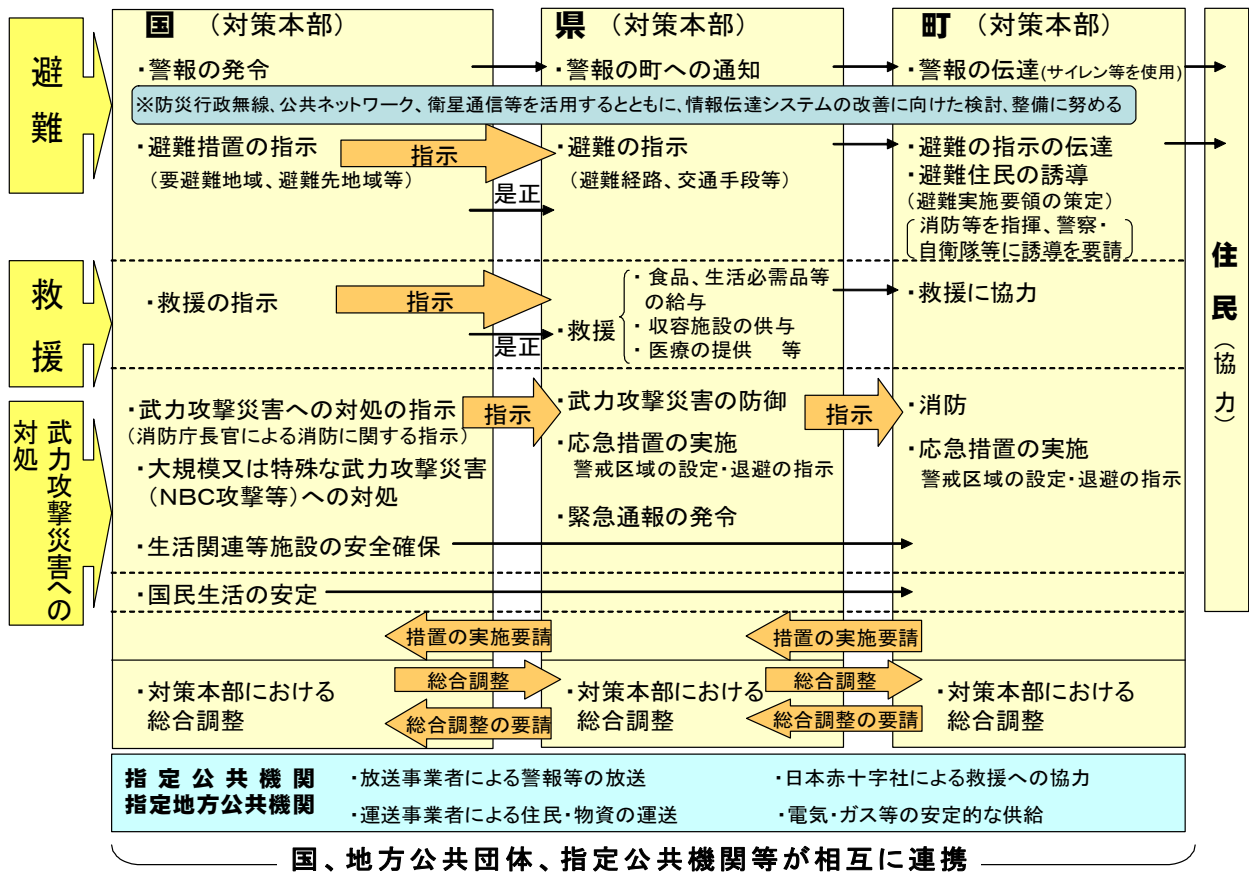 国 (対策本部)
県 (対策本部)
町 (対策本部)
避難
・警報の発令
・警報の町への通知
・警報の伝達(サイレン等を使用)
※防災行政無線、公共ネットワーク、衛星通信等を活用するとともに、情報伝達システムの改善に向けた検討、整備に努める
・避難措置の指示
(要避難地域、避難先地域等)
指示
是正
・避難の指示
(避難経路、交通手段等)
・避難の指示の伝達
・避難住民の誘導
(避難実施要領の策定)
消防等を指揮、警察・
自衛隊等に誘導を要請
救援
・救援の指示
指示
是正
・救援
・食品、生活必需品等
の給与
・収容施設の供与
・医療の提供 等
・救援に協力
武力攻撃災害への
対処
・武力攻撃災害への対処の指示
(消防庁長官による消防に関する指示)
・大規模又は特殊な武力攻撃災害
(NBC攻撃等)への対処
・生活関連等施設の安全確保
指示
・武力攻撃災害の防御
・応急措置の実施
警戒区域の設定・退避の指示
・緊急通報の発令
指示
・消防
・応急措置の実施
警戒区域の設定・退避の指示
・国民生活の安定
措置の実施要請
措置の実施要請
・対策本部における
総合調整
総合調整
総合調整の要請
・対策本部における
総合調整
総合調整
総合調整の要請
・対策本部における
総合調整
住民(協力)
指定公共機関
指定地方公共機関
・放送事業者による警報等の放送
・日本赤十字社による救援への協力
・運送事業者による住民・物資の運送
・電気・ガス等の安定的な供給
国、地方公共団体、指定公共機関等が相互に連携